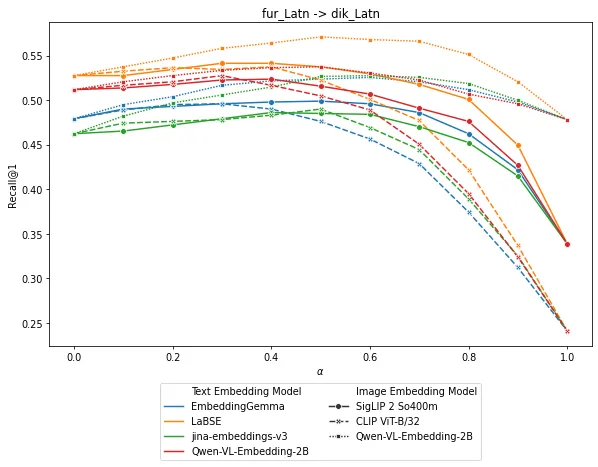 fur_Latn -> dik_Latn
Recall@1
0.55
0.50
0.45
0.40
0.35
0.30
0.25
0.0
0.2
0.4
0.6
0.8
1.0
α
Text Embedding Model
EmbeddingGemma
LaBSE
jina-embeddings-v3
Qwen-VL-Embedding-2B
Image Embedding Model
SigLIP 2 So400m
CLIP ViT-B/32
Qwen-VL-Embedding-2B